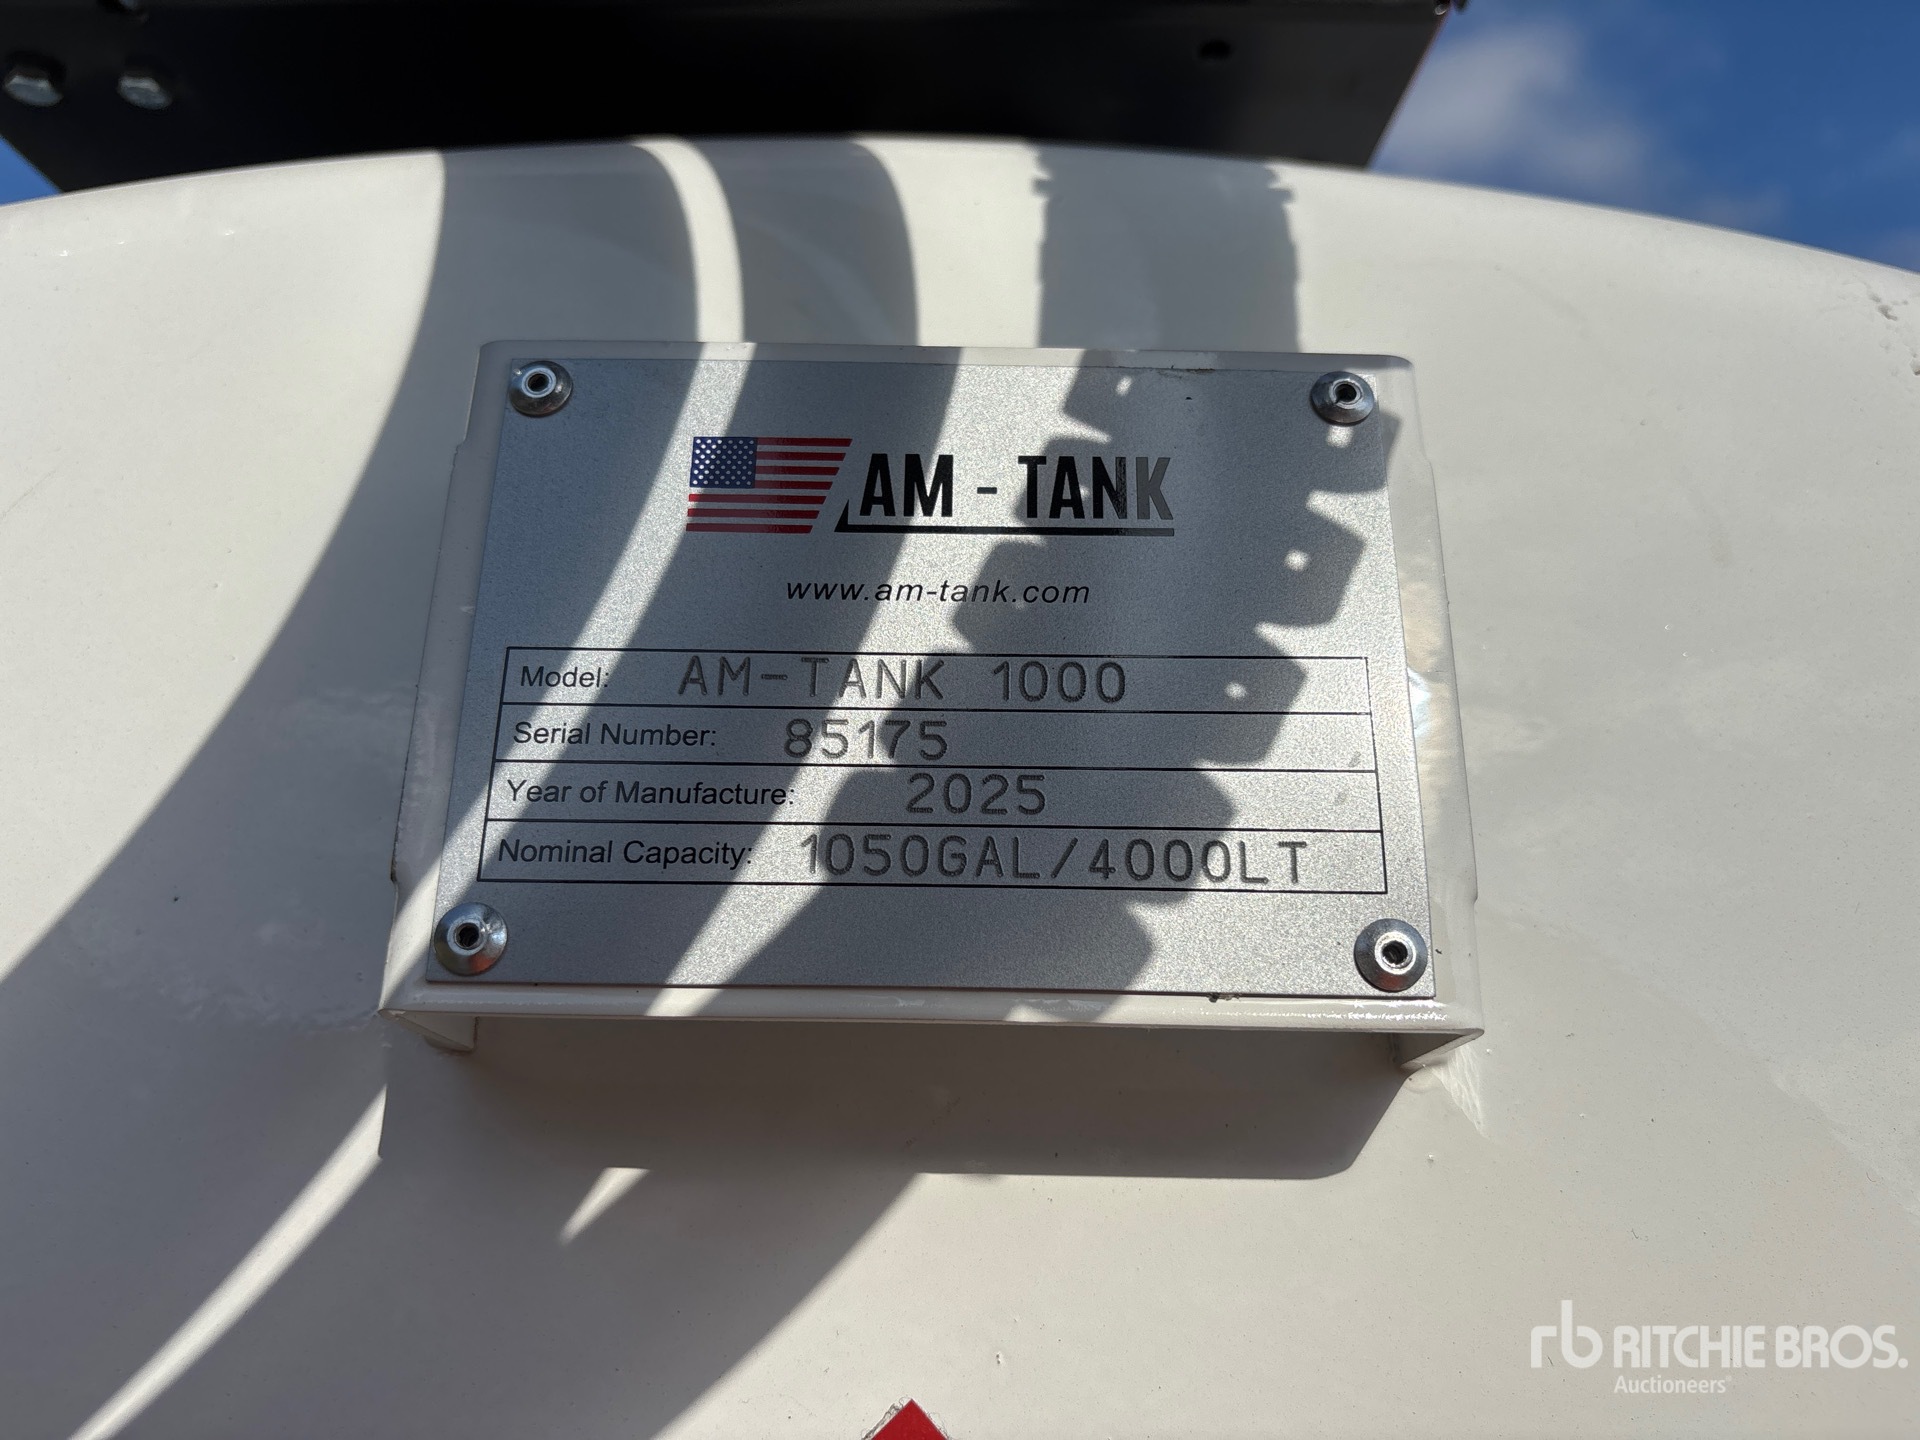 AM - TANK
www.am-tank.com
Model: AM-TANK 1000
Serial Number: 85175
Year of Manufacture: 2025
Nominal Capacity: 1050GAL/4000LT
rb RITCHIE BROS.
Auctioneers